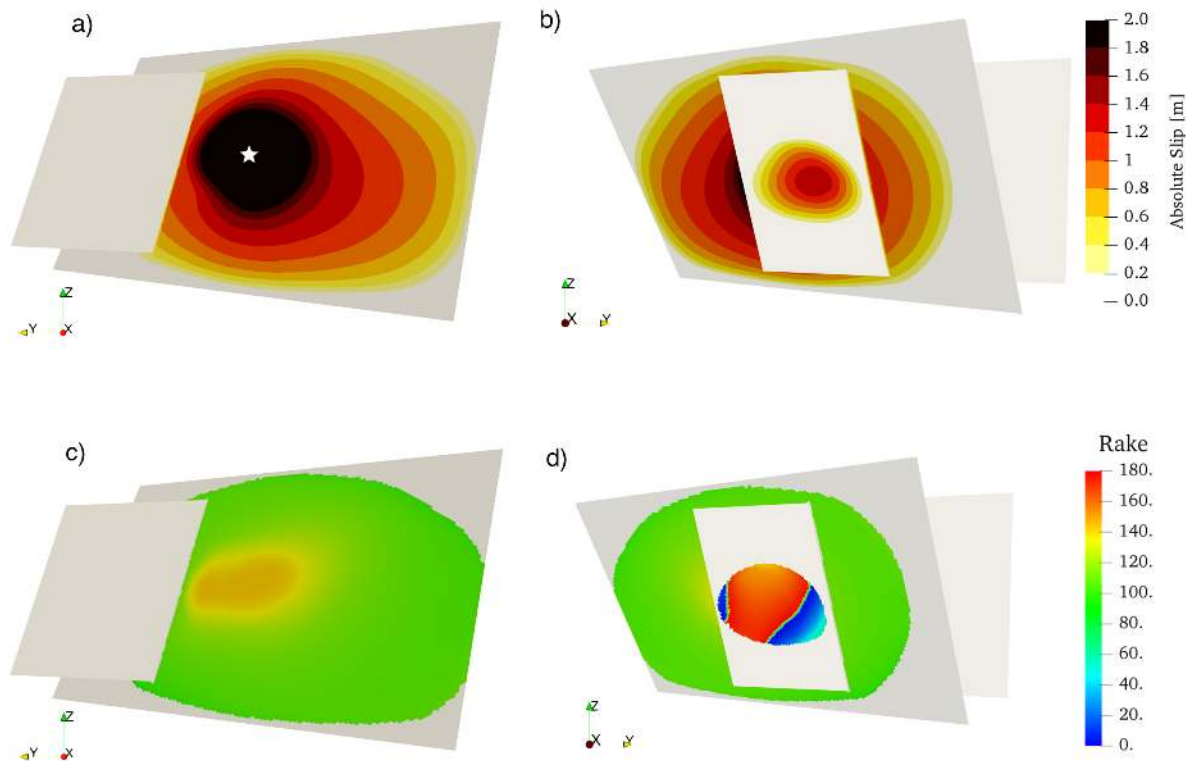 a)
b)
2.0
1.8
1.6
1.4
1.2
1
0.8
0.6
0.4
0.2
0.0
Absolute Slip [m]
Z
Y
X
Z
X
Y
c)
d)
Rake
180.
160.
140.
120.
100.
80.
60.
40.
20.
0.
Z
Y
X
Z
X
Y